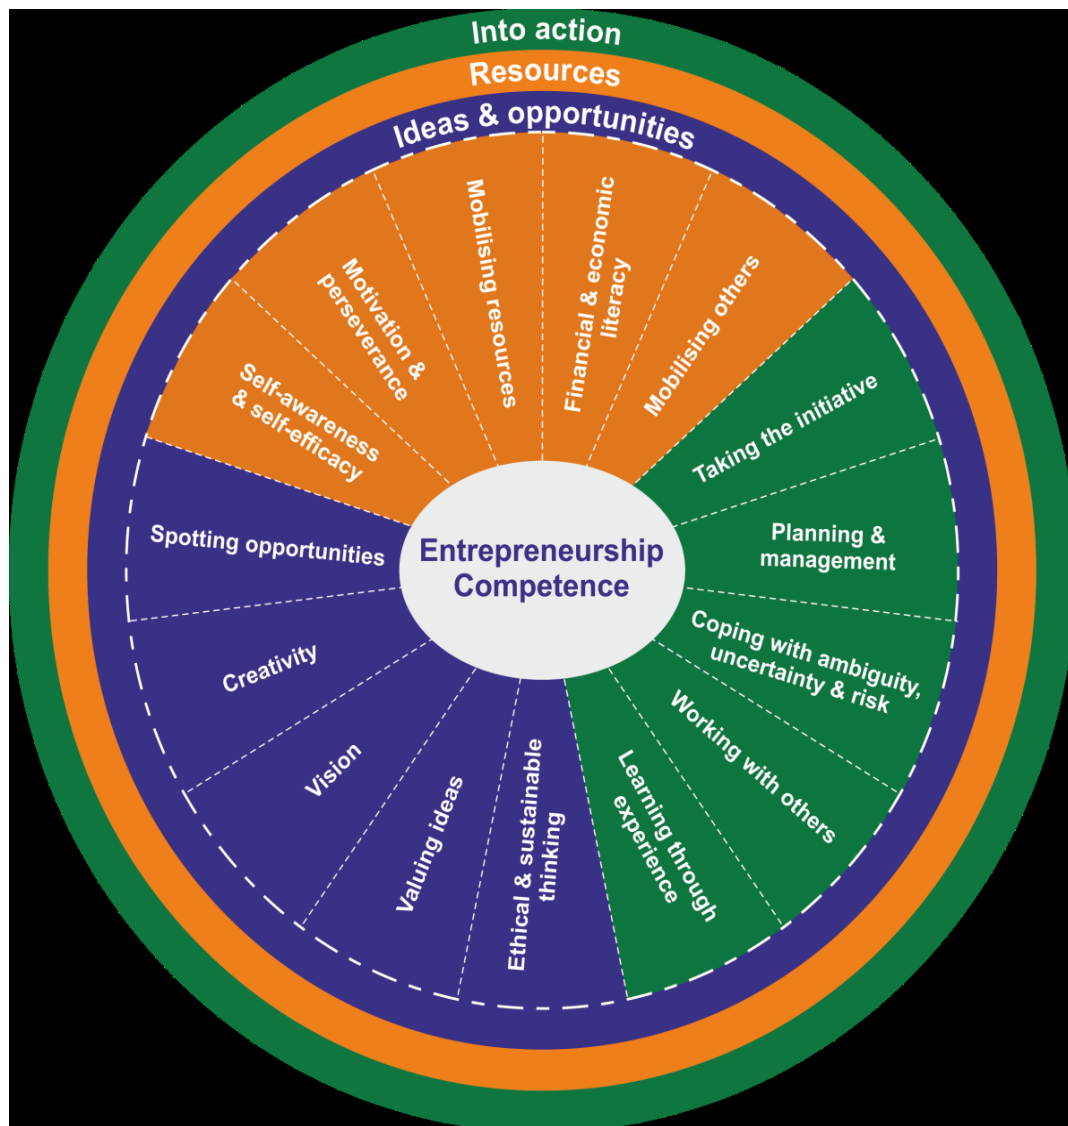 Into action
Resources
Ideas & opportunities
Mobilising resources
Financial & economic
literacy
Mobilising others
Taking the initiative
Planning &
management
Coping with ambiguity,
uncertainty & risk
Working with others
Learning through
experience
Ethical & sustainable
thinking
Valuing ideas
Vision
Creativity
Spotting opportunities
Self-awareness
& self-efficacy
Motivation &
perseverance
Entrepreneurship
Competence